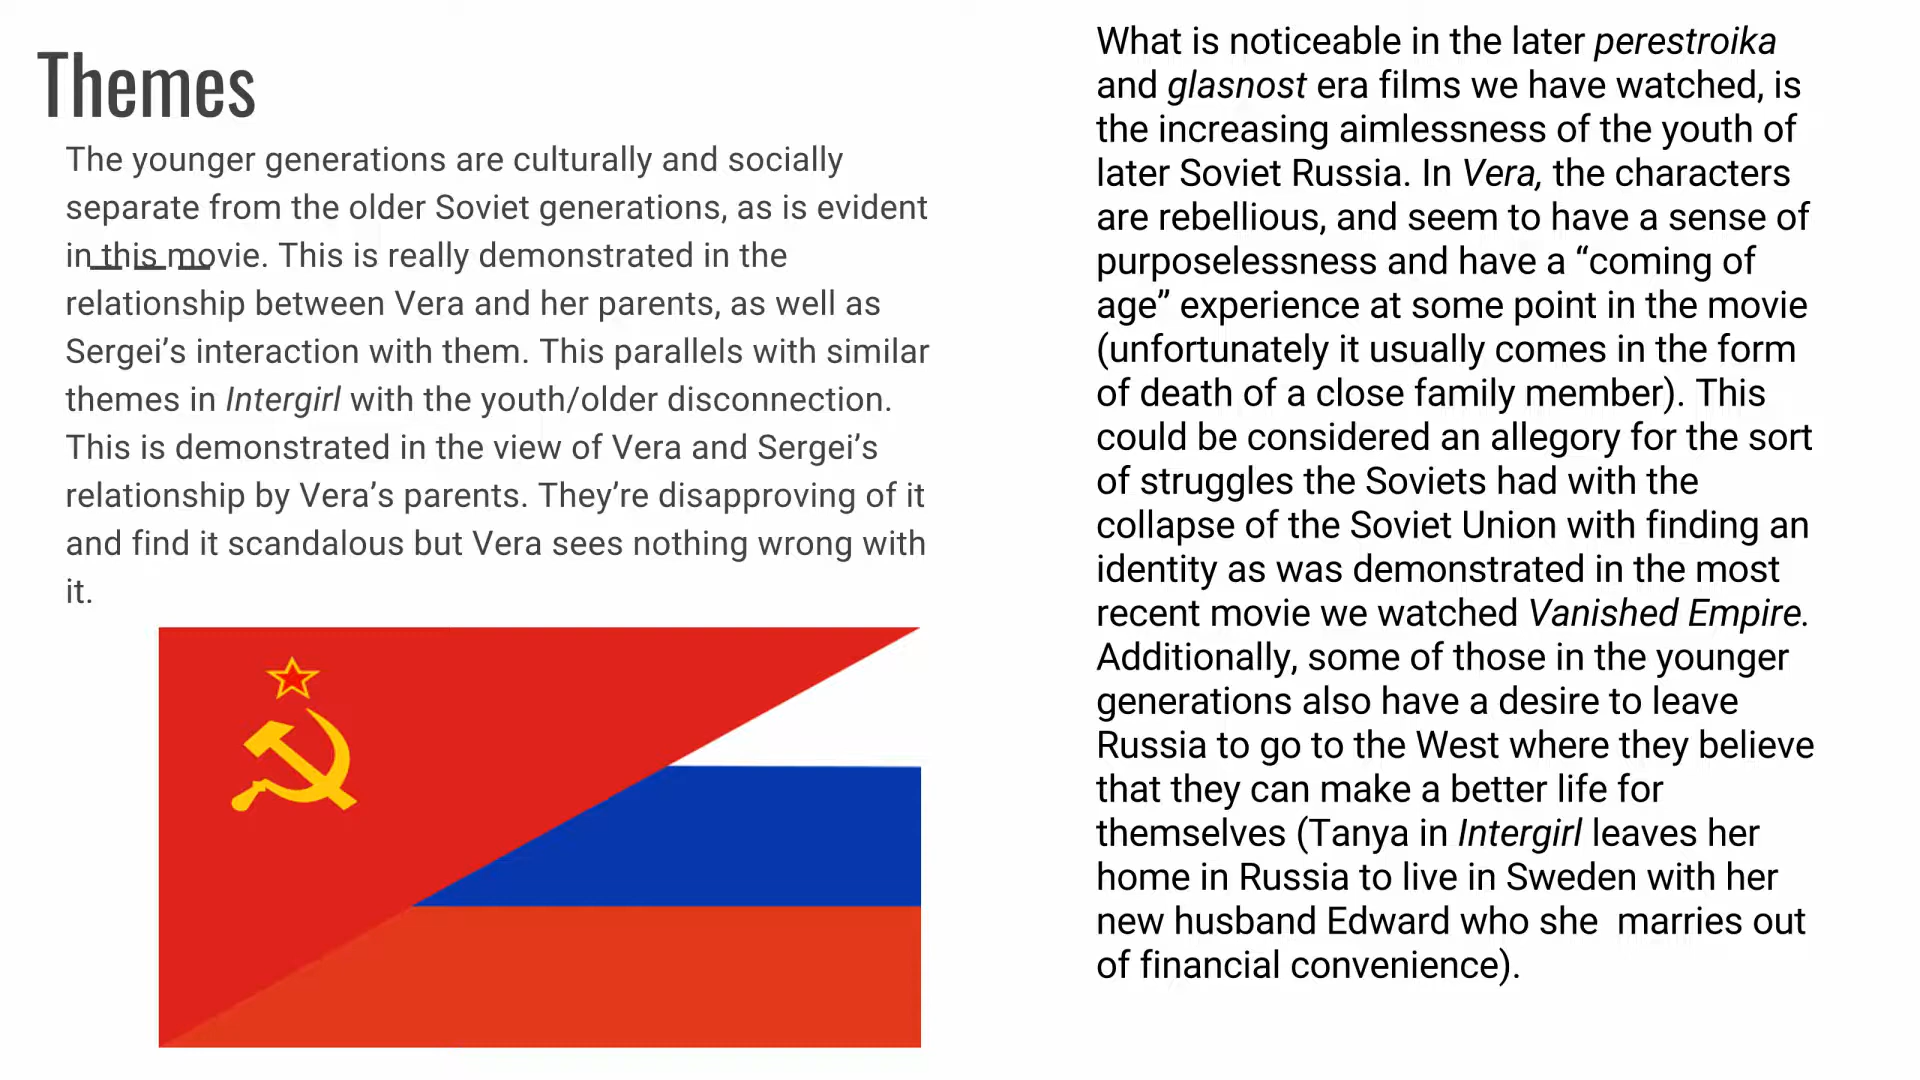 Themes
The younger generations are culturally and socially
separate from the older Soviet generations, as is evident
in this movie. This is really demonstrated in the
relationship between Vera and her parents, as well as
Sergei’s interaction with them. This parallels with similar
themes in Intergirl with the youth/older disconnection.
This is demonstrated in the view of Vera and Sergei’s
relationship by Vera’s parents. They’re disapproving of it
and find it scandalous but Vera sees nothing wrong with
it.
What is noticeable in the later perestroika
and glasnost era films we have watched, is
the increasing aimlessness of the youth of
later Soviet Russia. In Vera, the characters
are rebellious, and seem to have a sense of
purposelessness and have a “coming of
age” experience at some point in the movie
(unfortunately it usually comes in the form
of death of a close family member). This
could be considered an allegory for the sort
of struggles the Soviets had with the
collapse of the Soviet Union with finding an
identity as was demonstrated in the most
recent movie we watched Vanished Empire.
Additionally, some of those in the younger
generations also have a desire to leave
Russia to go to the West where they believe
that they can make a better life for
themselves (Tanya in Intergirl leaves her
home in Russia to live in Sweden with her
new husband Edward who she  marries out
of financial convenience).